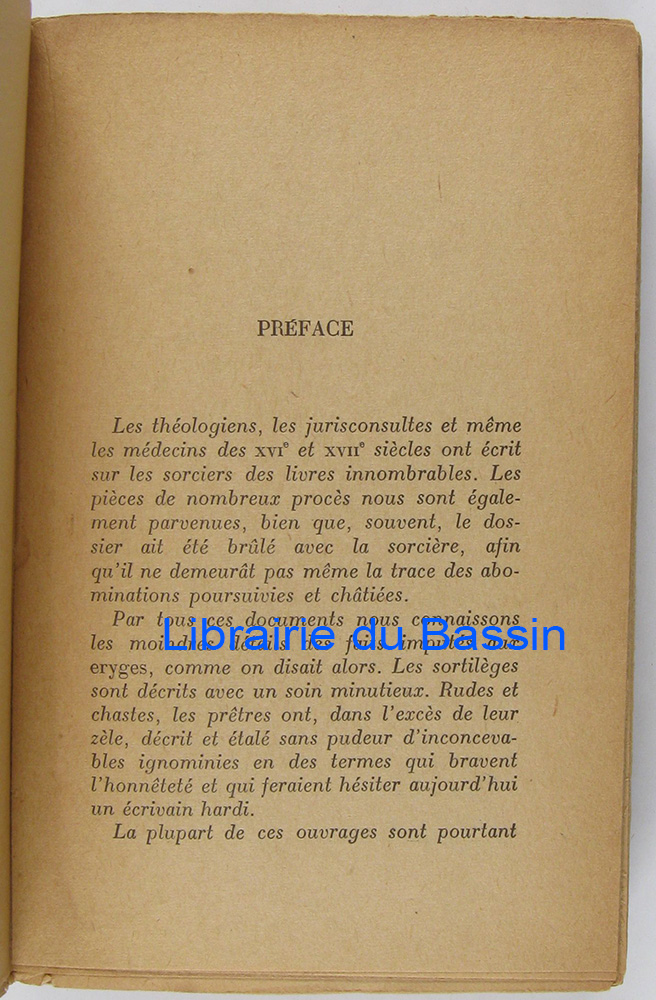 PRÉFACE
Les théologiens, les jurisconsultes et même
les médecins des XVIe et XVIIe siècles ont écrit
sur les sorciers des livres innombrables. Les
pièces de nombreux procès nous sont égale-
ment parvenues, bien que, souvent, le dos-
sier ait été brûlé avec la sorcière, afin
qu'il ne demeurât pas même la trace des abo-
minations poursuivies et châtiées.
Par tous ces documents nous connaissons
les moindres détails des faits imputés aux
Librairie du Bassin
eryges, comme on disait alors. Les sortilèges
sont décrits avec un soin minutieux. Rudes et
chastes, les prêtres ont, dans l'excès de leur
zèle, décrit et étalé sans pudeur d'inconceva-
bles ignominies en des termes qui bravent
l'honnêteté et qui feraient hésiter aujourd'hui
un écrivain hardi.
La plupart de ces ouvrages sont pourtant